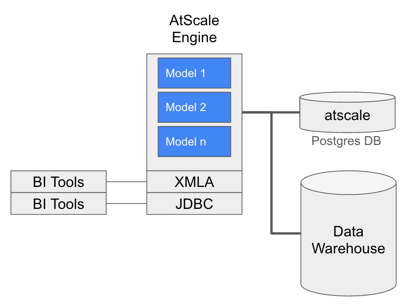 AtScale
Engine
Model 1
Model 2
Model n
atscale
Postgres DB
BI Tools
XMLA
BI Tools
JDBC
Data
Warehouse